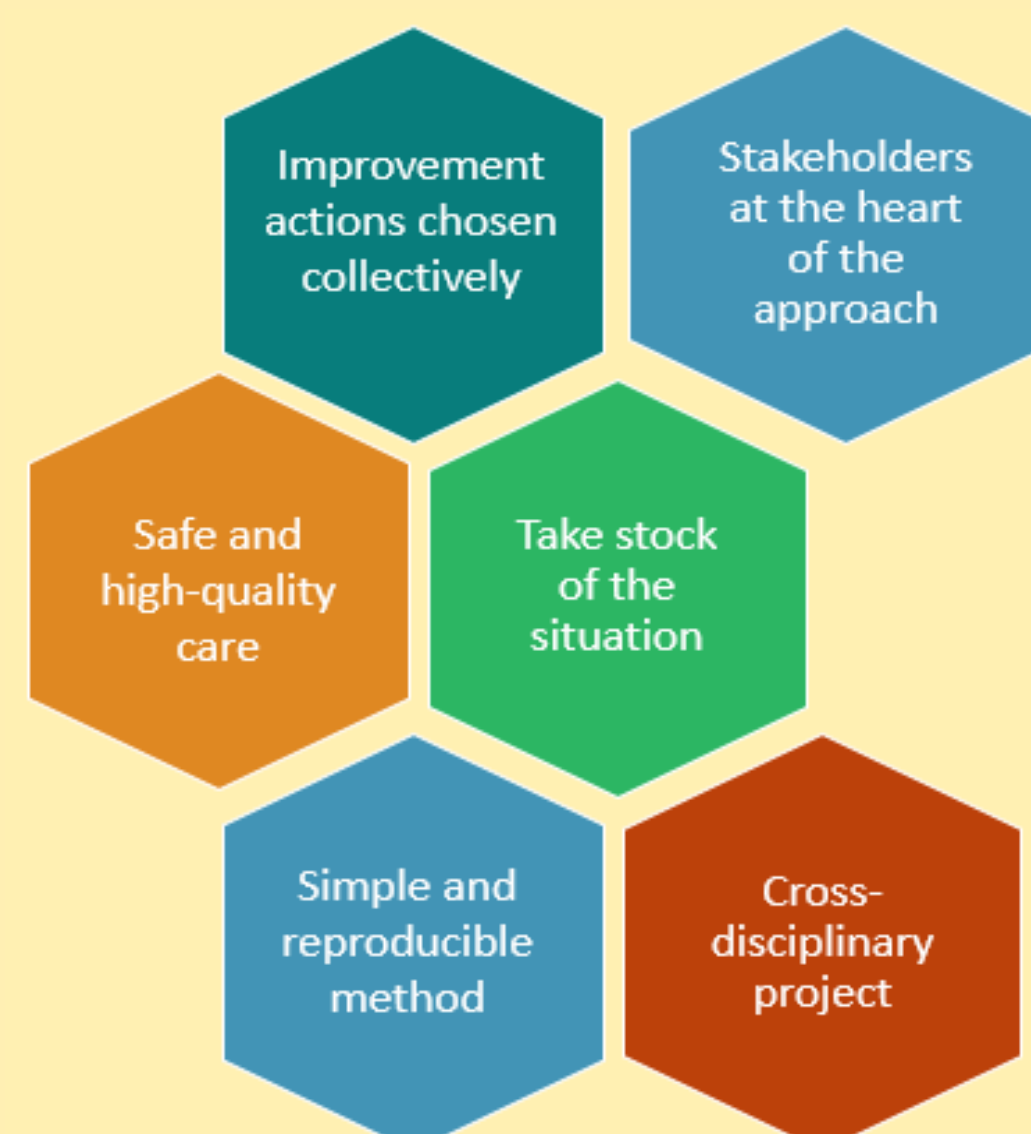 Improvement
actions chosen
collectively
Stakeholders
at the heart
of the
approach
Safe and
high-quality
care
Take stock
of the
situation
Simple and
reproducible
method
Cross-
disciplinary
project